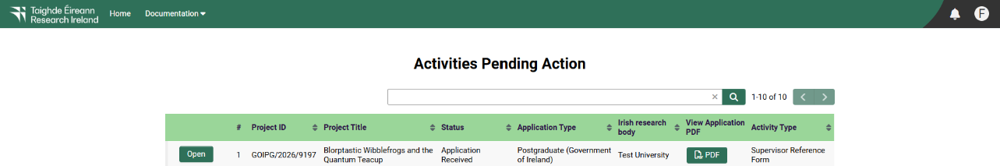 Taighde Éireann
Research Ireland
Home
Documentation
F
Activities Pending Action
1-10 of 10
# Project ID Project Title Status Application Type Irish research body View Application PDF Activity Type
Open 1 GOIPG/2026/9197 Blorptastic Wibblefrogs and the Quantum Teacup Application Received Postgraduate (Government of Ireland) Test University PDF Supervisor Reference Form